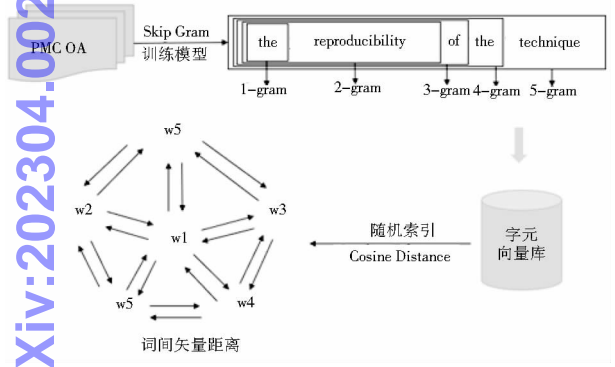 PMC OA
Skip Gram
训练模型
the reproducibility of the technique
1-gram 2-gram 3-gram 4-gram 5-gram
w5
w2 w3
w1
w5 w4
词间矢量距离
随机索引
Cosine Distance
字元
向量库
Xiv:202304.002